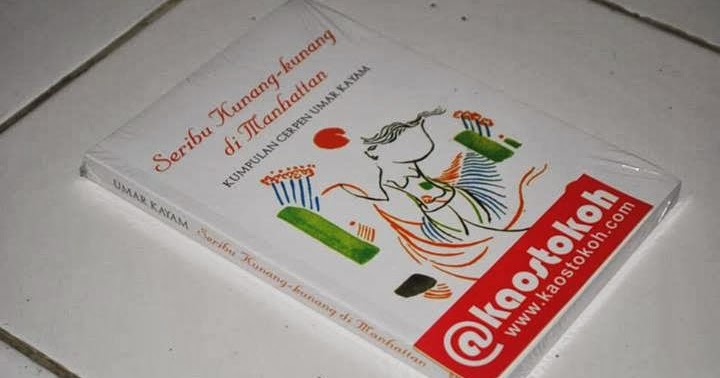 Seribu Kunang-kunang
di Manhattan
KUMPULAN CERPEN UMAR KAYAM
UMAR KAYAM Seribu Kunang-kunang di Manhattan
@kaostokoh
www.kaostokoh.com